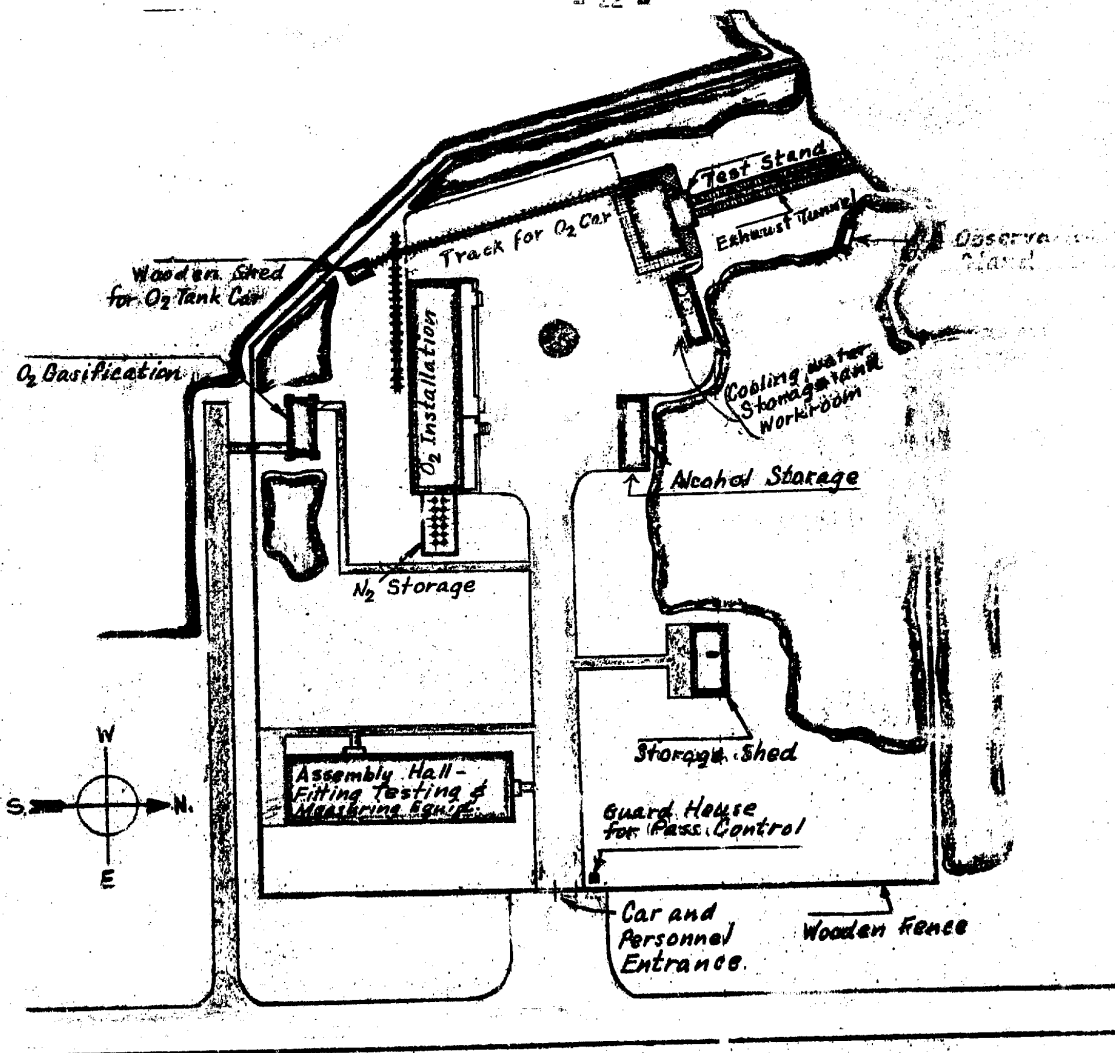 Test Stand
Exhaust Tunnel
Track for O2 Car
Wooden Shed
for O2 Tank Car
O2 Gasification
O2 Installation
Cooling water
Storage and
Workroom
Alcohol Storage
N2 Storage
Storage Shed
Assembly Hall-
Fitting Testing &
Measuring Equip.
W
S.
N.
E
Guard House
for Pass Control
Car and
Personnel
Entrance.
Wooden Fence